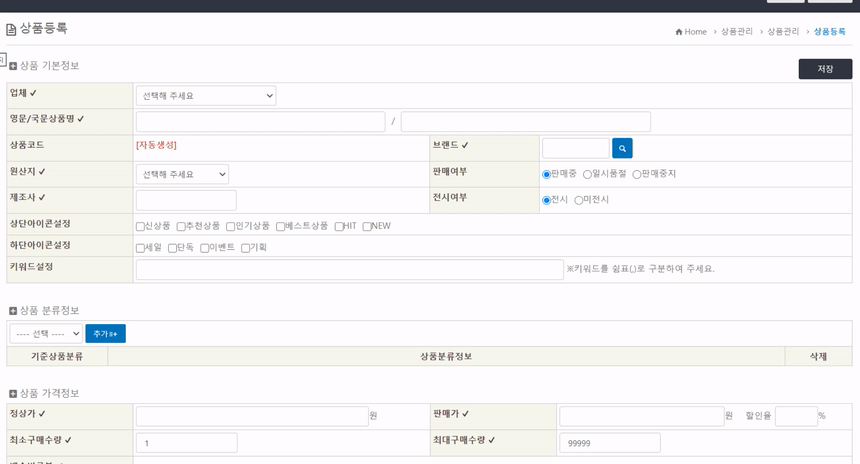 상품등록
Home > 상품관리 > 상품관리 > 상품등록
상품 기본정보
저장
업체 ✓ 선택해 주세요
영문/국문상품명 ✓ /
상품코드 [자동생성] 브랜드 ✓
원산지 ✓ 선택해 주세요 판매여부 판매중 일시품절 판매중지
제조사 ✓ 전시여부 전시 미전시
상단아이콘설정 신상품 추천상품 인기상품 베스트상품 HIT NEW
하단아이콘설정 세일 단독 이벤트 기획
키워드설정 ※키워드를 쉼표(,)로 구분하여 주세요.
상품 분류정보
---- 선택 ---- 추가
기준상품분류 상품분류정보 삭제
상품 가격정보
정상가 ✓ 원 판매가 ✓ 원 할인율 %
최소구매수량 ✓ 1 최대구매수량 ✓ 99999